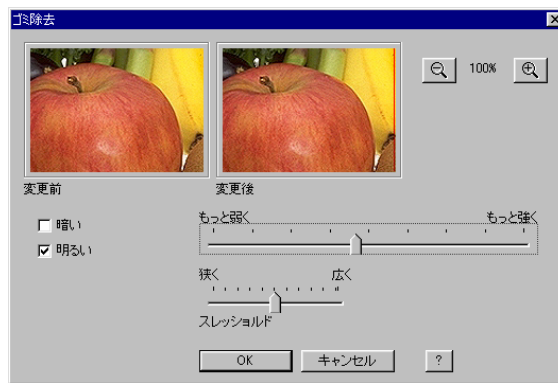 ゴミ除去
100%
変更前
変更後
暗い
明るい
もっと弱く
もっと強く
狭く
広く
スレッショルド
OK
キャンセル
?